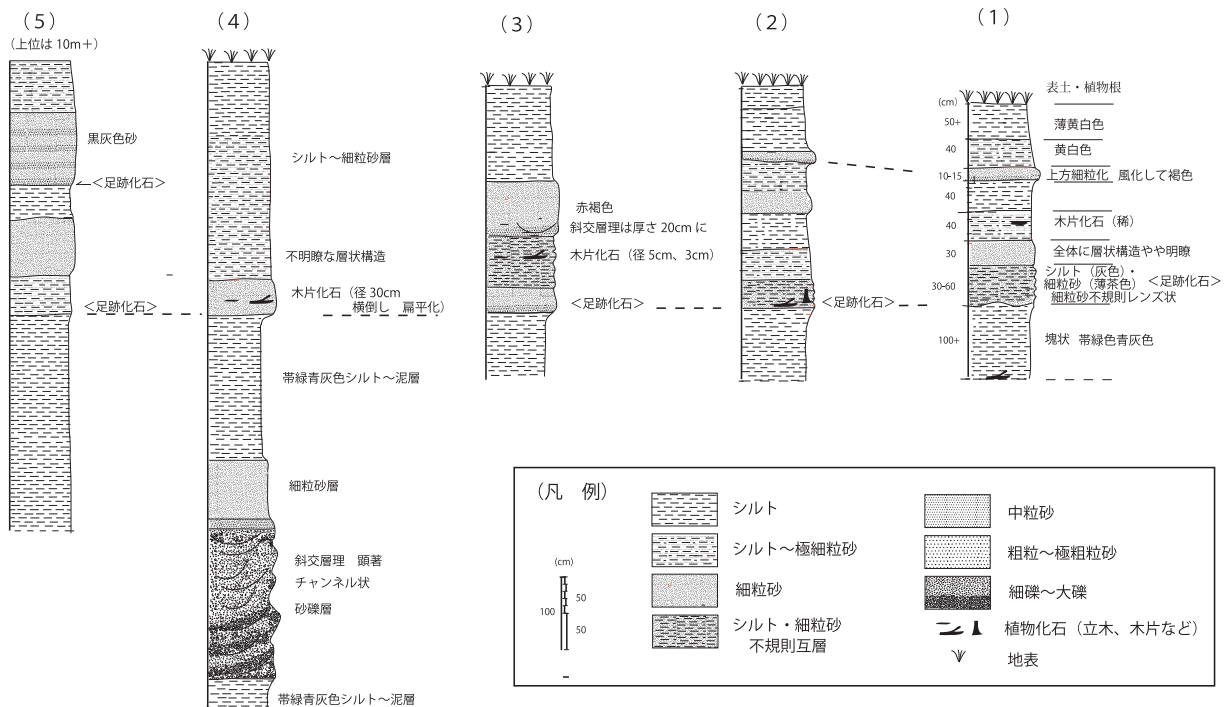 （5）
（上位は 10m＋）
黒灰色砂
＜足跡化石＞
＜足跡化石＞
（4）
シルト～細粒砂層
不明瞭な層状構造
木片化石（径 30cm
横倒し　扁平化）
帯緑青灰色シルト～泥層
細粒砂層
斜交層理　顕著
チャンネル状
砂礫層
帯緑青灰色シルト～泥層
（3）
赤褐色
斜交層理は厚さ 20cm に
木片化石（径 5cm、3cm）
＜足跡化石＞
（2）
＜足跡化石＞
（1）
表土・植物根
(cm)
50+
薄黄白色
40
黄白色
10-15
上方細粒化　風化して褐色
40
40
木片化石（稀）
30
全体に層状構造やや明瞭
30-60
シルト（灰色）・
細粒砂（薄茶色）
＜足跡化石＞
細粒砂不規則レンズ状
100+
塊状　帯緑色青灰色
（凡　例）
(cm)
50
100
50
シルト
シルト～極細粒砂
細粒砂
シルト・細粒砂
不規則互層
中粒砂
粗粒～極粗粒砂
細礫～大礫
植物化石（立木、木片など）
地表